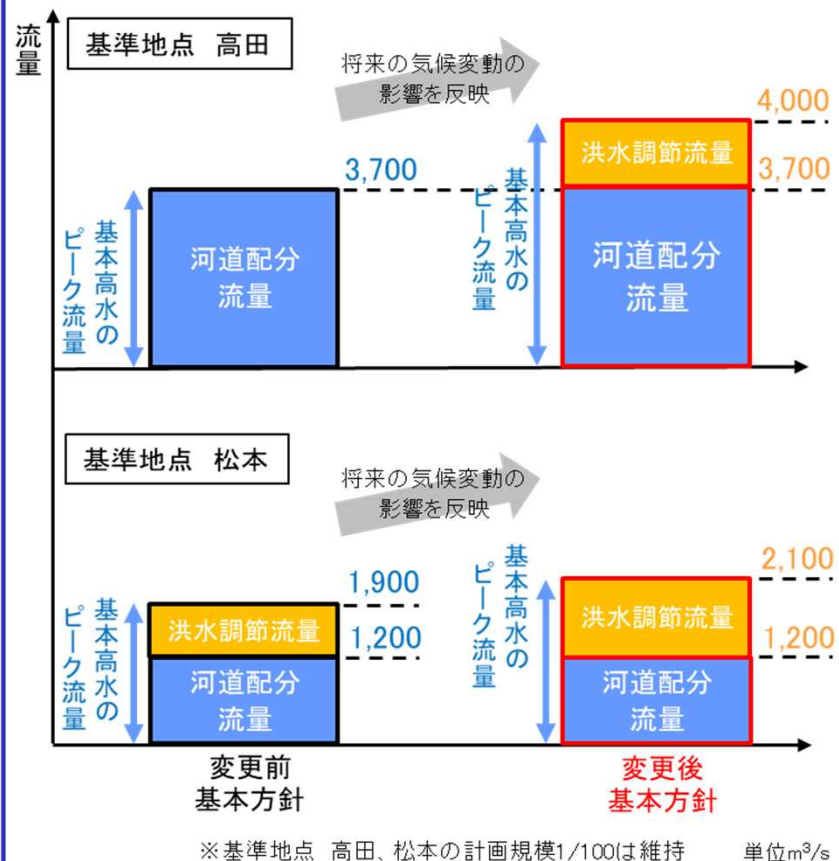 流量
基準地点 高田
将来の気候変動の
影響を反映
3,700
基本高水の
ピーク流量
河道配分
流量
4,000
3,700
基本高水の
ピーク流量
洪水調節流量
河道配分
流量
基準地点 松本
将来の気候変動の
影響を反映
1,900
1,200
基本高水の
ピーク流量
洪水調節流量
河道配分
流量
2,100
1,200
基本高水の
ピーク流量
洪水調節流量
河道配分
流量
変更前
基本方針
変更後
基本方針
※基準地点 高田、松本の計画規模1/100は維持 単位m³/s